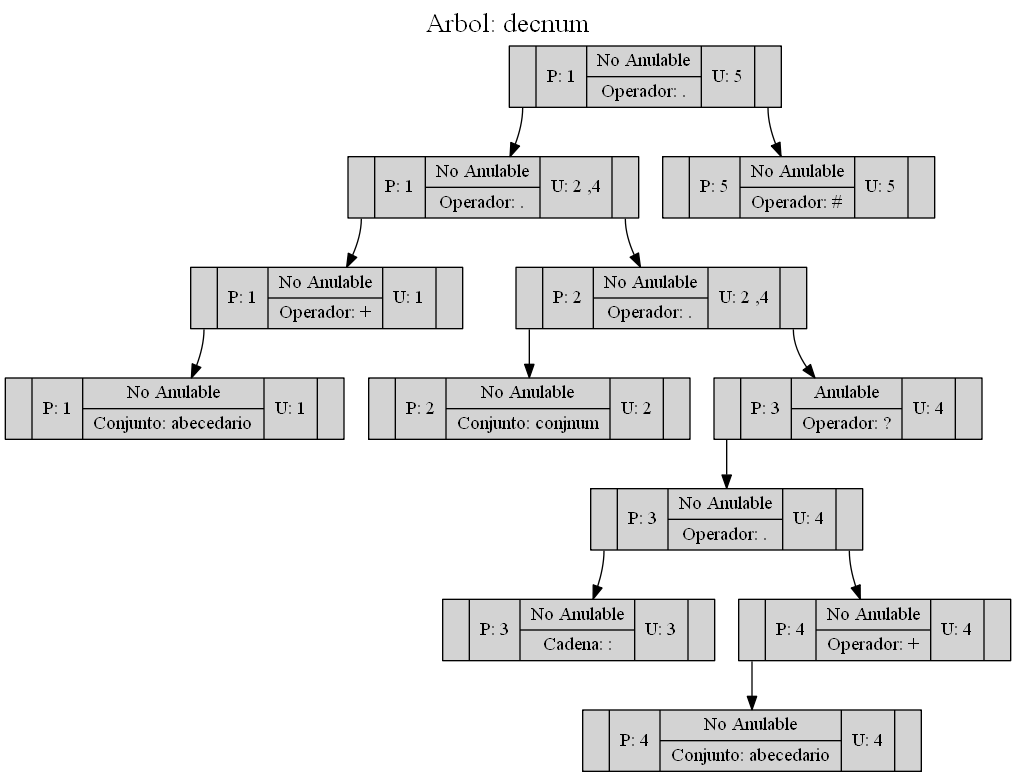 Arbol: decnum
P: 1
No Anulable
Operador: .
U: 5
P: 1
No Anulable
Operador: .
U: 2 ,4
P: 5
No Anulable
Operador: #
U: 5
P: 1
No Anulable
Operador: +
U: 1
P: 2
No Anulable
Operador: .
U: 2 ,4
P: 1
No Anulable
Conjunto: abecedario
U: 1
P: 2
No Anulable
Conjunto: conjnum
U: 2
P: 3
Anulable
Operador: ?
U: 4
P: 3
No Anulable
Operador: .
U: 4
P: 3
No Anulable
Cadena: :
U: 3
P: 4
No Anulable
Operador: +
U: 4
P: 4
No Anulable
Conjunto: abecedario
U: 4